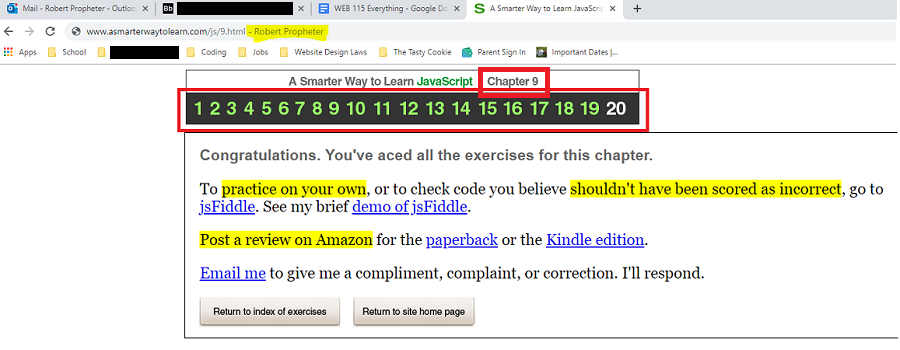 Mail - Robert Propheter - Outloo
Bb
WEB 115 Everything - Google Do
S A Smarter Way to Learn JavaScri
www.asmarterwaytolearn.com/js/9.html - Robert Propheter
Apps School Coding Jobs Website Design Laws The Tasty Cookie Parent Sign In Important Dates |...
A Smarter Way to Learn JavaScript Chapter 9
1 2 3 4 5 6 7 8 9 10 11 12 13 14 15 16 17 18 19 20
Congratulations. You've aced all the exercises for this chapter.
To practice on your own, or to check code you believe shouldn't have been scored as incorrect, go to
jsFiddle. See my brief demo of jsFiddle.
Post a review on Amazon for the paperback or the Kindle edition.
Email me to give me a compliment, complaint, or correction. I'll respond.
Return to index of exercises Return to site home page